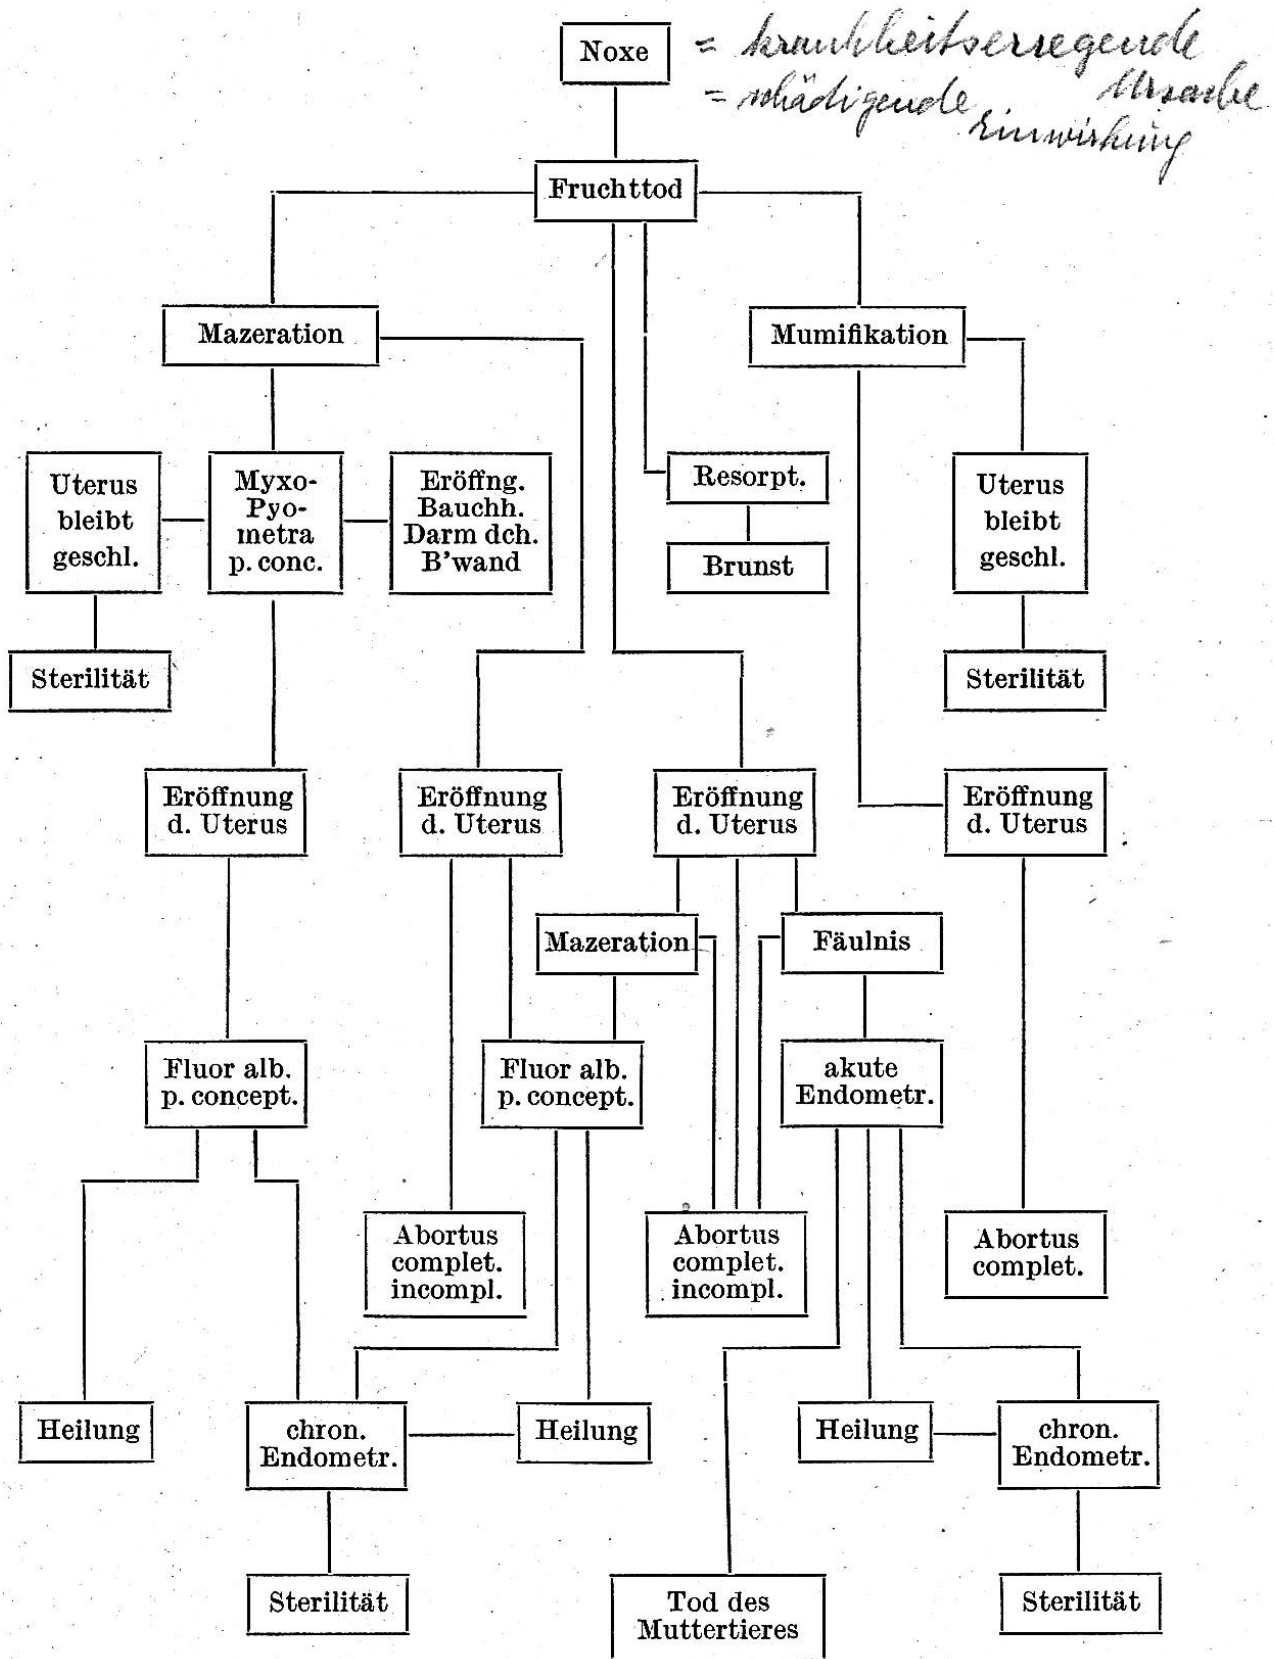 Noxe
= krankheitserregende
Ursache
= schädigende
Einwirkung
Fruchttod
Mazeration
Mumifikation
Uterus
bleibt
geschl.
Myxo-
Pyo-
metra
p. conc.
Eröffng.
Bauchh.
Darm dch.
B'wand
Resorpt.
Brunst
Uterus
bleibt
geschl.
Sterilität
Sterilität
Eröffnung
d. Uterus
Eröffnung
d. Uterus
Eröffnung
d. Uterus
Eröffnung
d. Uterus
Mazeration
Fäulnis
Fluor alb.
p. concept.
Fluor alb.
p. concept.
akute
Endometr.
Abortus
complet.
incompl.
Abortus
complet.
incompl.
Abortus
complet.
Heilung
chron.
Endometr.
Heilung
Heilung
chron.
Endometr.
Sterilität
Tod des
Muttertieres
Sterilität